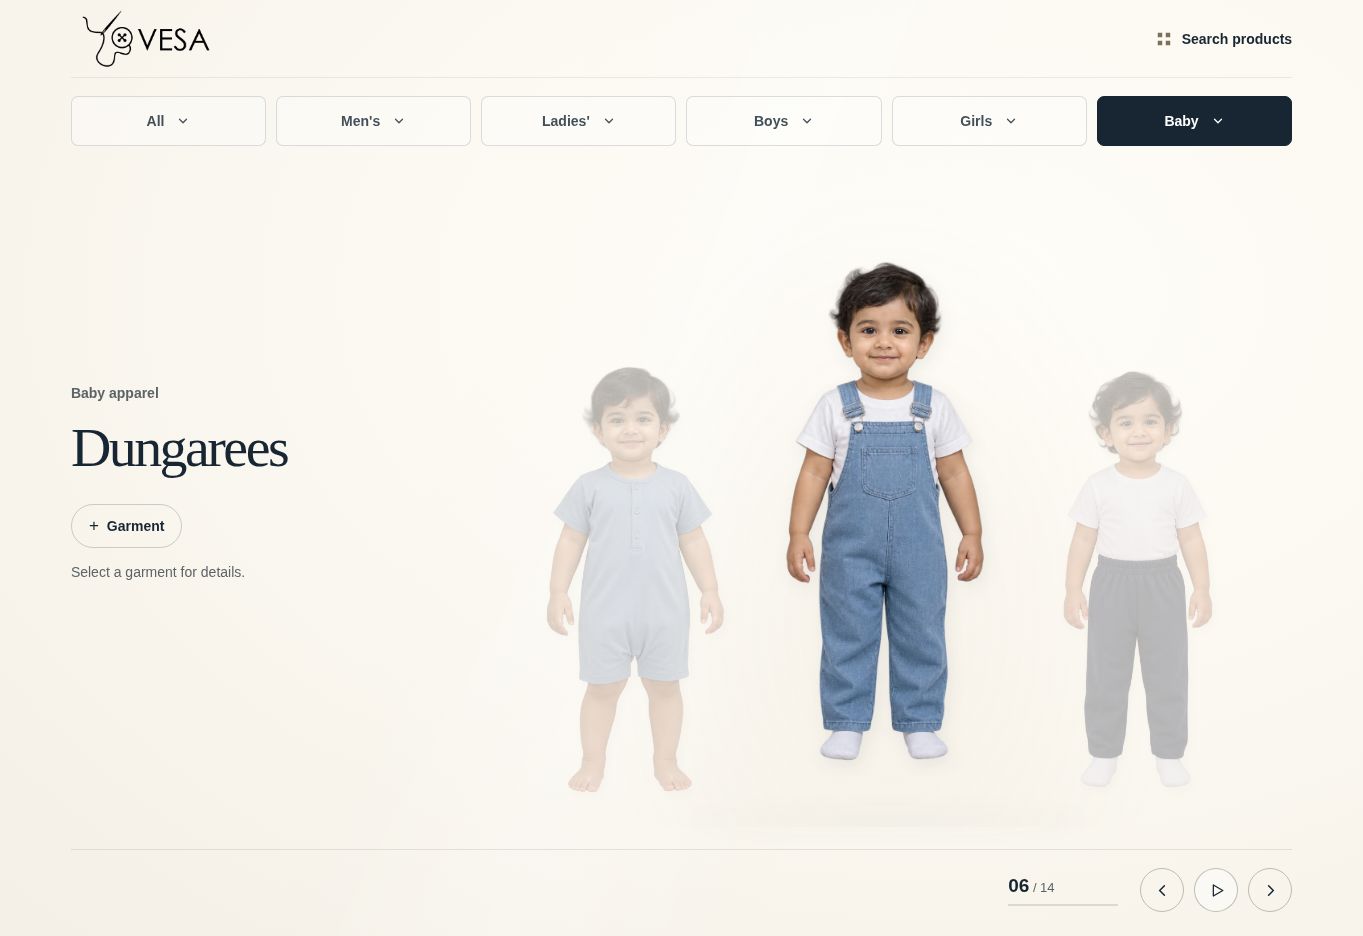 VESA
Search products
All
Men's
Ladies'
Boys
Girls
Baby
Baby apparel
Dungarees
+ Garment
Select a garment for details.
06 / 14